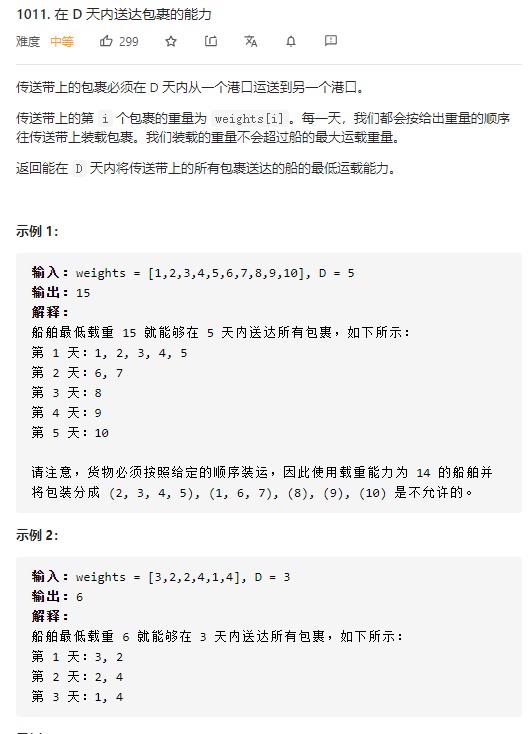 1011. 在 D 天内送达包裹的能力
难度 中等 299
传送带上的包裹必须在 D 天内从一个港口运送到另一个港口。
传送带上的第 i 个包裹的重量为 weights[i]。每一天，我们都会按给出重量的顺序
往传送带上装载包裹。我们装载的重量不会超过船的最大运载重量。
返回能在 D 天内将传送带上的所有包裹送达的船的最低运载能力。
示例 1：
输入：weights = [1,2,3,4,5,6,7,8,9,10], D = 5
输出：15
解释：
船舶最低载重 15 就能够在 5 天内送达所有包裹，如下所示：
第 1 天：1, 2, 3, 4, 5
第 2 天：6, 7
第 3 天：8
第 4 天：9
第 5 天：10
请注意，货物必须按照给定的顺序装运，因此使用载重能力为 14 的船舶并
将包装分成 (2, 3, 4, 5), (1, 6, 7), (8), (9), (10) 是不允许的。
示例 2：
输入：weights = [3,2,2,4,1,4], D = 3
输出：6
解释：
船舶最低载重 6 就能够在 3 天内送达所有包裹，如下所示：
第 1 天：3, 2
第 2 天：2, 4
第 3 天：1, 4